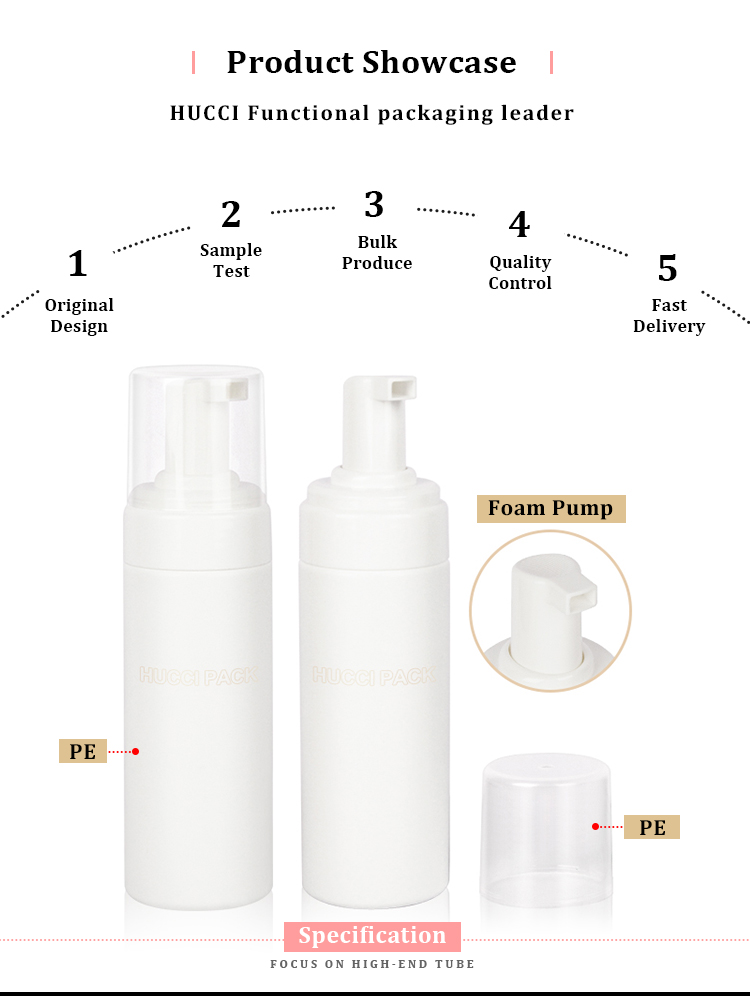 Product Showcase
HUCCI Functional packaging leader
1
Original
Design
2
Sample
Test
3
Bulk
Produce
4
Quality
Control
5
Fast
Delivery
Foam Pump
HUCCI PACK
HUCCI PACK
PE
PE
Specification
FOCUS ON HIGH-END TUBE